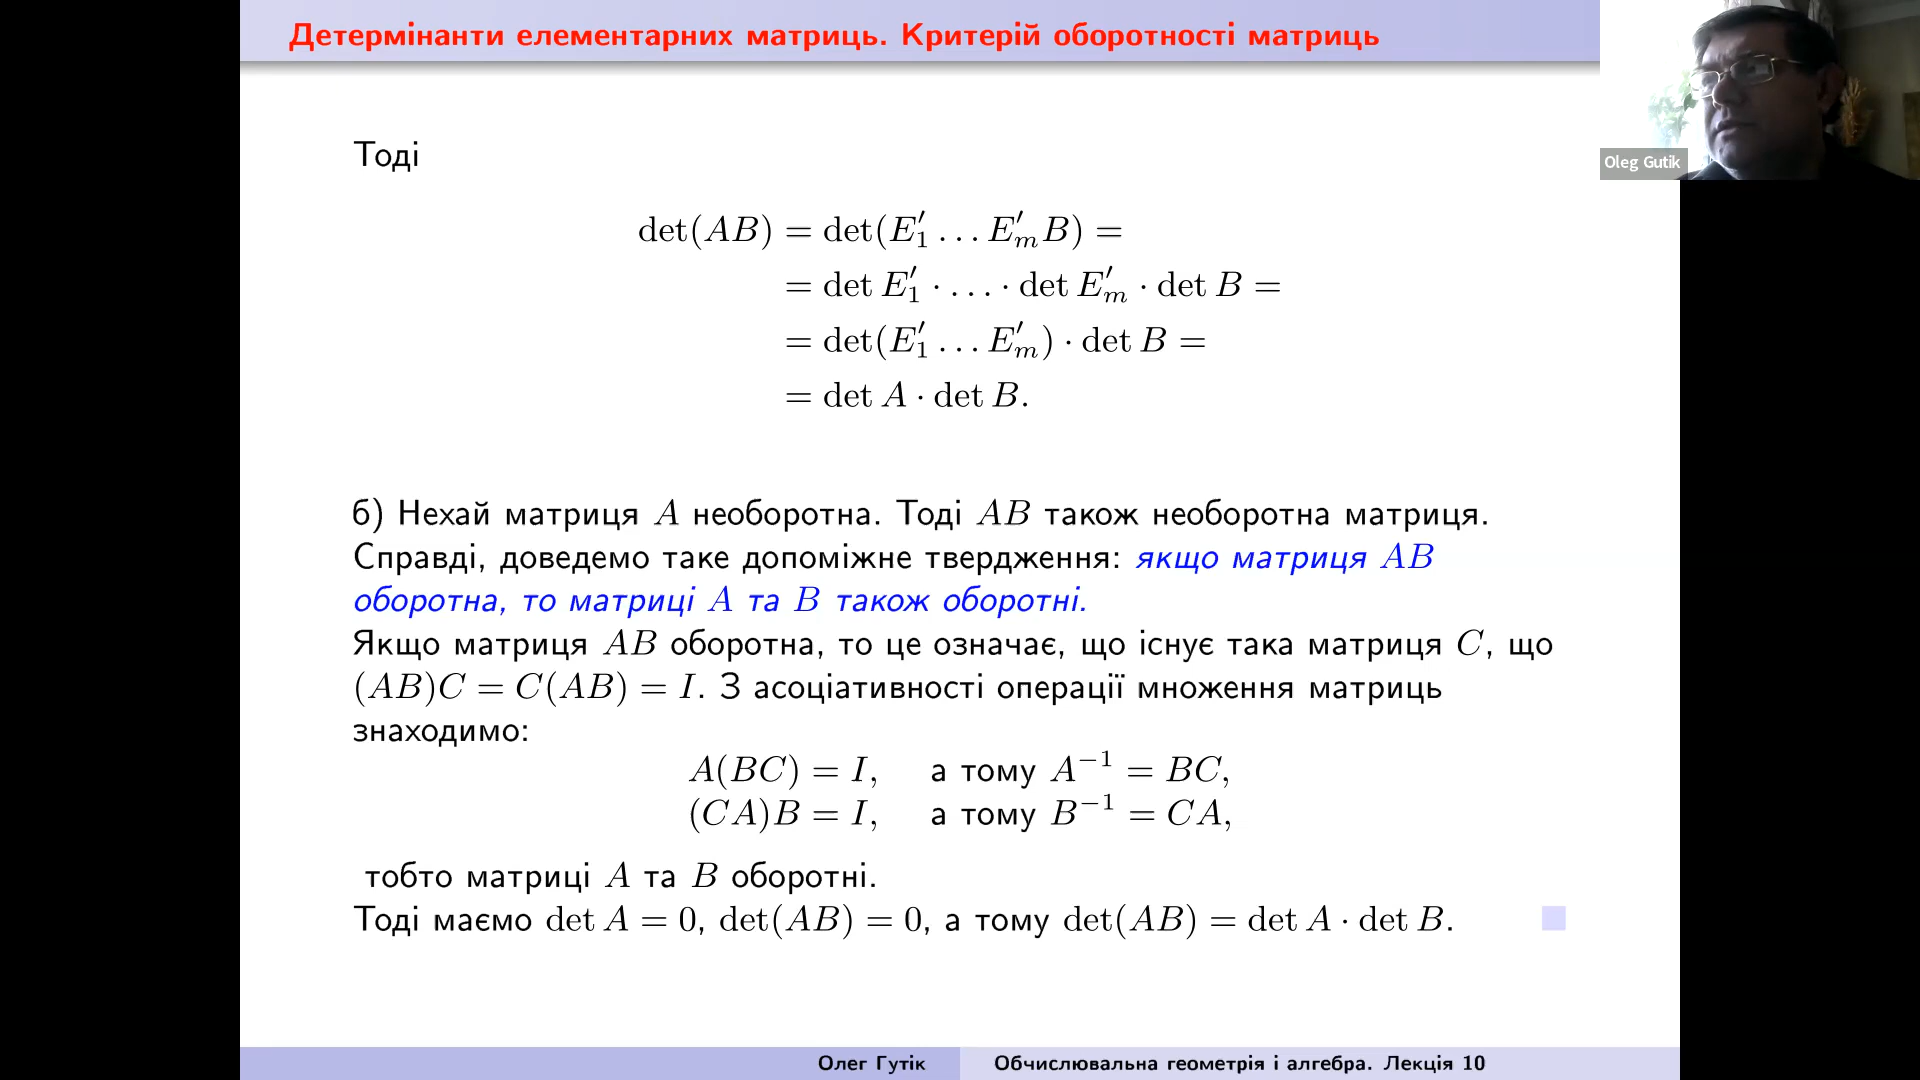 Детермінанти елементарних матриць. Критерій оборотності матриць
Oleg Gutik
Тоді
det(AB) = det(E′₁ … E′ₘB) =
= det E′₁ · … · det E′ₘ · det B =
= det(E′₁ … E′ₘ) · det B =
= det A · det B.
б) Нехай матриця A необоротна. Тоді AB також необоротна матриця.
Справді, доведемо таке допоміжне твердження: якщо матриця AB
оборотна, то матриці A та B також оборотні.
Якщо матриця AB оборотна, то це означає, що існує така матриця C, що
(AB)C = C(AB) = I. З асоціативності операції множення матриць
знаходимо:
A(BC) = I, а тому A⁻¹ = BC,
(CA)B = I, а тому B⁻¹ = CA,
тобто матриці A та B оборотні.
Тоді маємо det A = 0, det(AB) = 0, а тому det(AB) = det A · det B.
Олег Гутік Обчислювальна геометрія і алгебра. Лекція 10